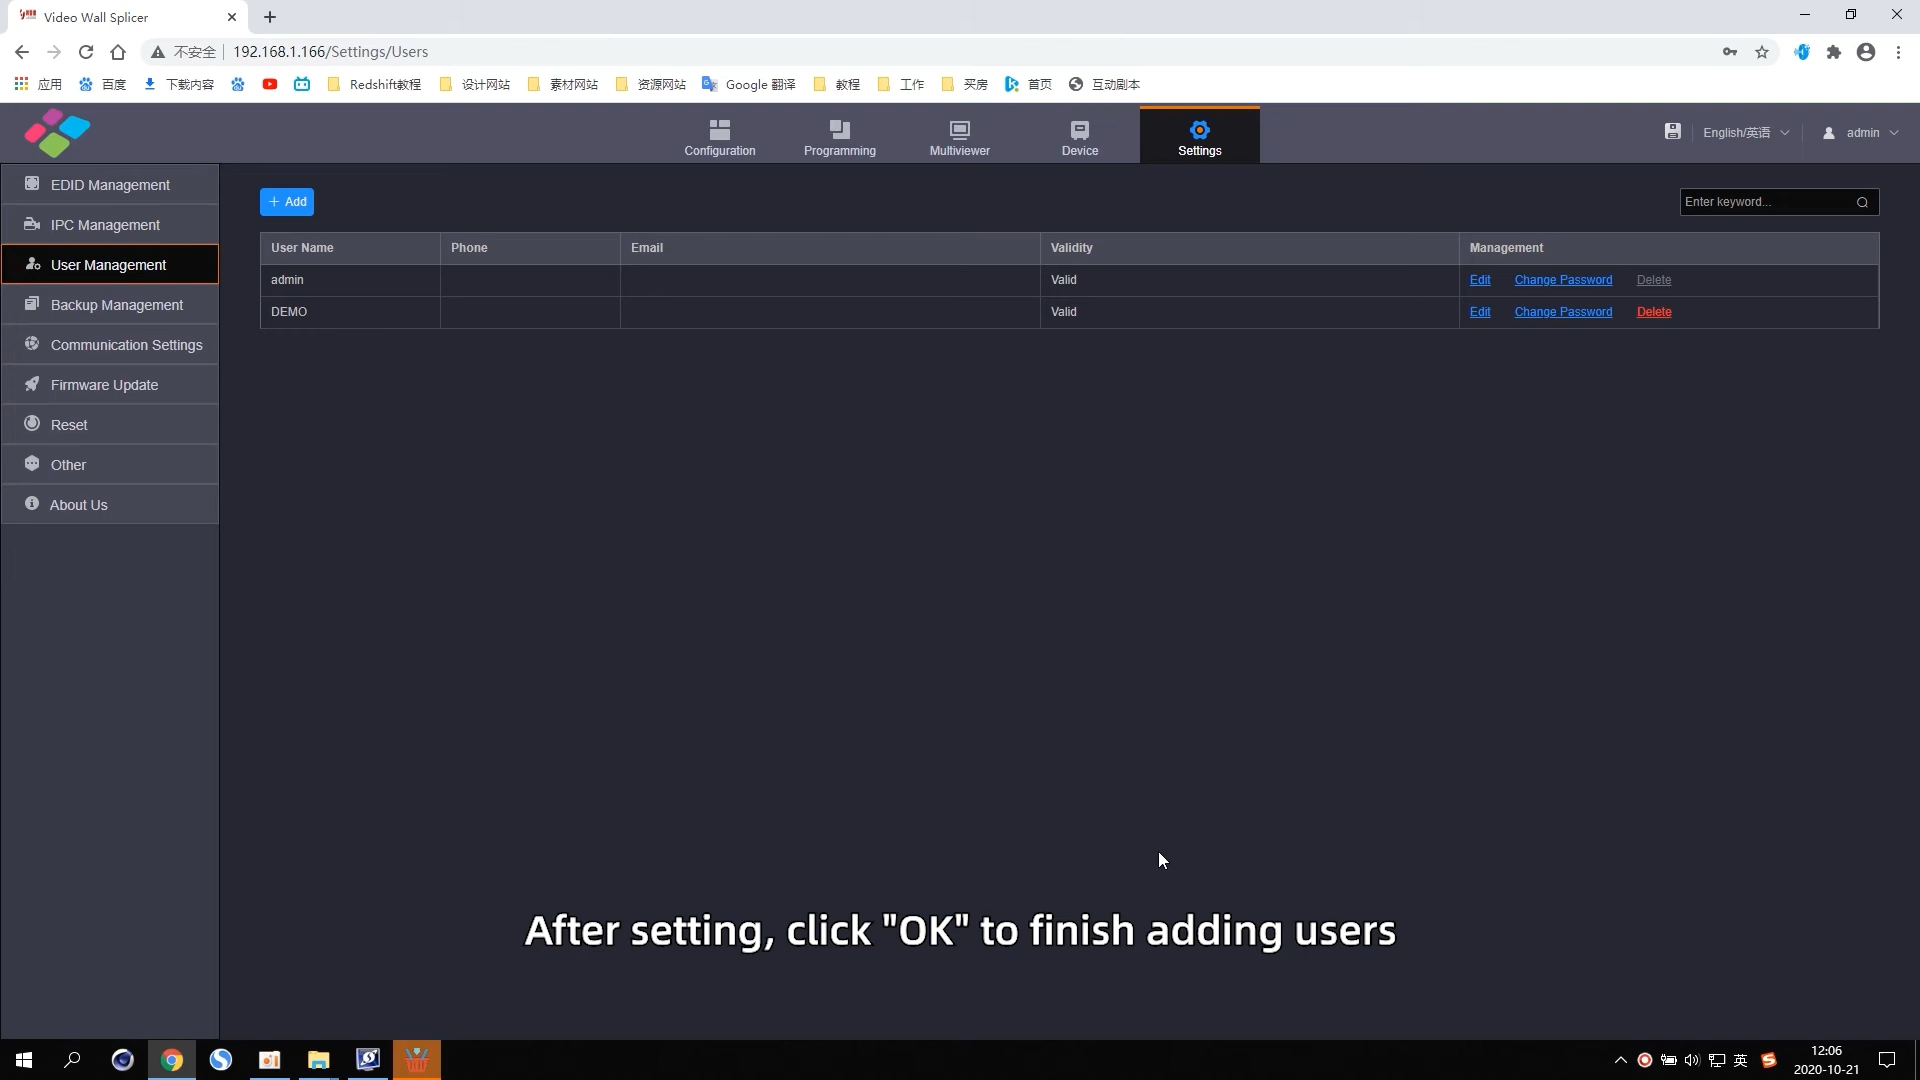 Video Wall Splicer
不安全 192.168.1.166/Settings/Users
应用 百度 下载内容 Redshift教程 设计网站 素材网站 资源网站 Google 翻译 教程 工作 买房 首页 互动剧本
Configuration Programming Multiviewer Device Settings English/英语 admin
EDID Management
IPC Management
User Management
Backup Management
Communication Settings
Firmware Update
Reset
Other
About Us
+ Add Enter keyword...
User Name Phone Email Validity Management
admin Valid Edit Change Password Delete
DEMO Valid Edit Change Password Delete
After setting, click "OK" to finish adding users
英 12:06
2020-10-21